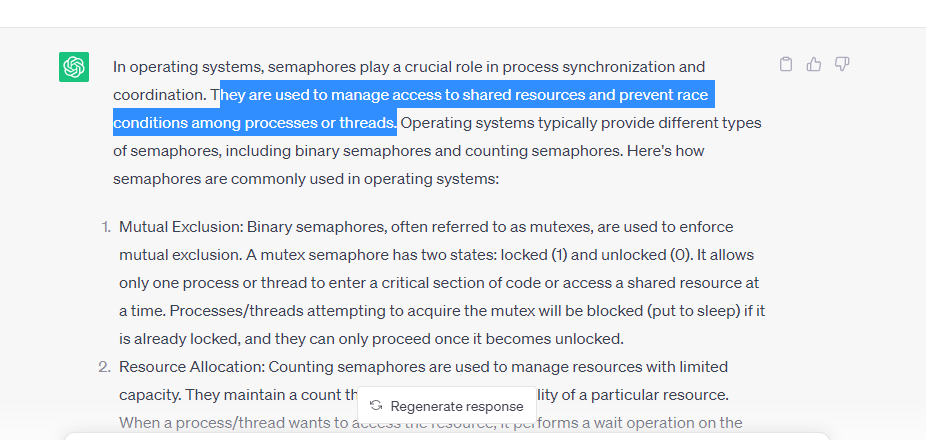 In operating systems, semaphores play a crucial role in process synchronization and
coordination. They are used to manage access to shared resources and prevent race
conditions among processes or threads. Operating systems typically provide different types
of semaphores, including binary semaphores and counting semaphores. Here's how
semaphores are commonly used in operating systems:
1. Mutual Exclusion: Binary semaphores, often referred to as mutexes, are used to enforce
mutual exclusion. A mutex semaphore has two states: locked (1) and unlocked (0). It allows
only one process or thread to enter a critical section of code or access a shared resource at
a time. Processes/threads attempting to acquire the mutex will be blocked (put to sleep) if it
is already locked, and they can only proceed once it becomes unlocked.
2. Resource Allocation: Counting semaphores are used to manage resources with limited
capacity. They maintain a count of a particular resource.
Regenerate response
When a process/thread wants to access the resource, it performs a wait operation on the